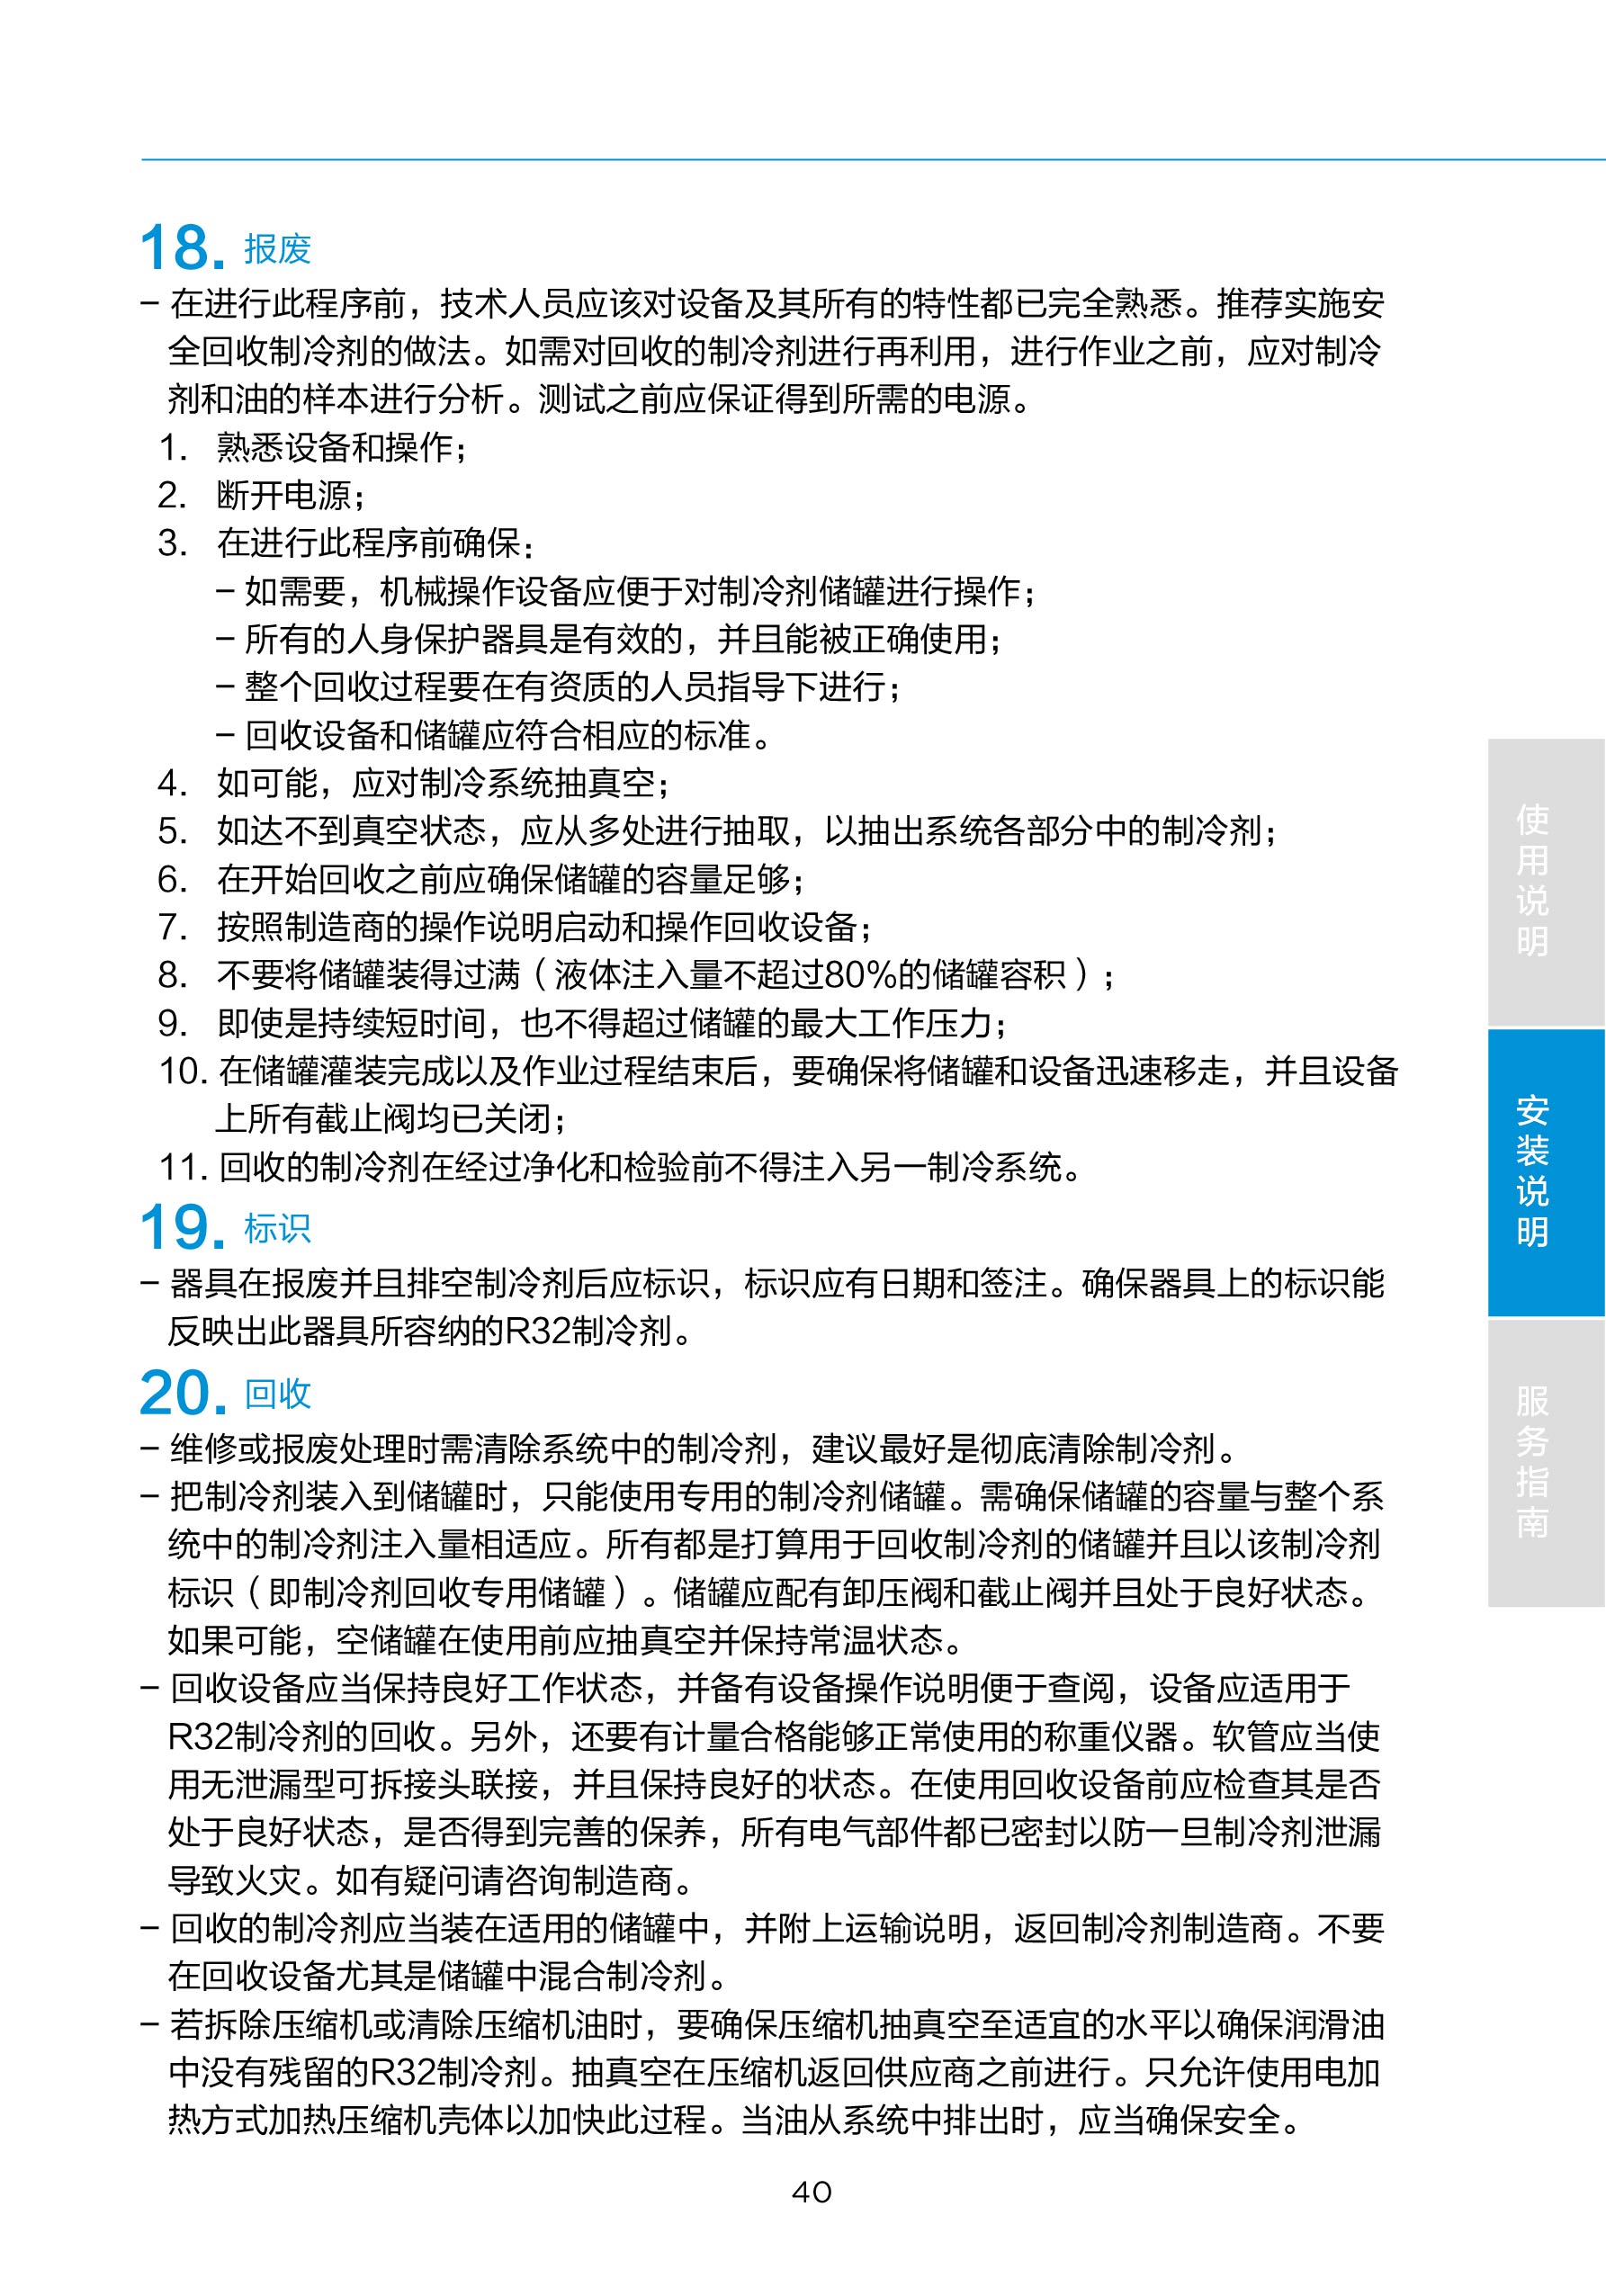 18. 报废
– 在进行此程序前，技术人员应该对设备及其所有的特性都已完全熟悉。推荐实施安
全回收制冷剂的做法。如需对回收的制冷剂进行再利用，进行作业之前，应对制冷
剂和油的样本进行分析。测试之前应保证得到所需的电源。
1. 熟悉设备和操作；
2. 断开电源；
3. 在进行此程序前确保：
– 如需要，机械操作设备应便于对制冷剂储罐进行操作；
– 所有的人身保护器具是有效的，并且能被正确使用；
– 整个回收过程要在有资质的人员指导下进行；
– 回收设备和储罐应符合相应的标准。
4. 如可能，应对制冷系统抽真空；
5. 如达不到真空状态，应从多处进行抽取，以抽出系统各部分中的制冷剂；
6. 在开始回收之前应确保储罐的容量足够；
7. 按照制造商的操作说明启动和操作回收设备；
8. 不要将储罐装得过满（液体注入量不超过80%的储罐容积）；
9. 即使是持续短时间，也不得超过储罐的最大工作压力；
10. 在储罐灌装完成以及作业过程结束后，要确保将储罐和设备迅速移走，并且设备
上所有截止阀均已关闭；
11. 回收的制冷剂在经过净化和检验前不得注入另一制冷系统。
19. 标识
– 器具在报废并且排空制冷剂后应标识，标识应有日期和签注。确保器具上的标识能
反映出此器具所容纳的R32制冷剂。
20. 回收
– 维修或报废处理时需清除系统中的制冷剂，建议最好是彻底清除制冷剂。
– 把制冷剂装入到储罐时，只能使用专用的制冷剂储罐。需确保储罐的容量与整个系
统中的制冷剂注入量相适应。所有都是打算用于回收制冷剂的储罐并且以该制冷剂
标识（即制冷剂回收专用储罐）。储罐应配有卸压阀和截止阀并且处于良好状态。
如果可能，空储罐在使用前应抽真空并保持常温状态。
– 回收设备应当保持良好工作状态，并备有设备操作说明便于查阅，设备应适用于
R32制冷剂的回收。另外，还要有计量合格能够正常使用的称重仪器。软管应当使
用无泄漏型可拆接头联接，并且保持良好的状态。在使用回收设备前应检查其是否
处于良好状态，是否得到完善的保养，所有电气部件都已密封以防一旦制冷剂泄漏
导致火灾。如有疑问请咨询制造商。
– 回收的制冷剂应当装在适用的储罐中，并附上运输说明，返回制冷剂制造商。不要
在回收设备尤其是储罐中混合制冷剂。
– 若拆除压缩机或清除压缩机油时，要确保压缩机抽真空至适宜的水平以确保润滑油
中没有残留的R32制冷剂。抽真空在压缩机返回供应商之前进行。只允许使用电加
热方式加热压缩机壳体以加快此过程。当油从系统中排出时，应当确保安全。
使用说明
安装说明
服务指南
40